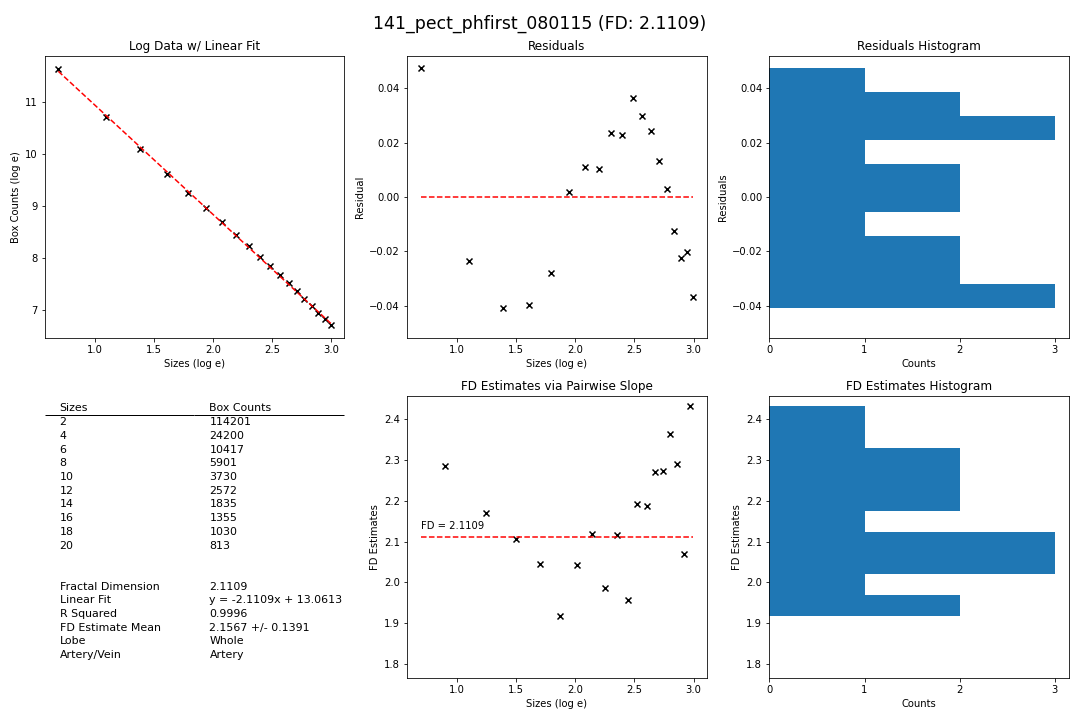 141_pect_phfirst_080115 (FD: 2.1109)
Log Data w/ Linear Fit
Box Counts (log e)
11
10
9
8
7
1.0 1.5 2.0 2.5 3.0
Sizes (log e)
Residuals
Residual
0.04
0.02
0.00
−0.02
−0.04
1.0 1.5 2.0 2.5 3.0
Sizes (log e)
Residuals Histogram
Residuals
0.04
0.02
0.00
−0.02
−0.04
0 1 2 3
Counts
Sizes Box Counts
2 114201
4 24200
6 10417
8 5901
10 3730
12 2572
14 1835
16 1355
18 1030
20 813
Fractal Dimension 2.1109
Linear Fit y = -2.1109x + 13.0613
R Squared 0.9996
FD Estimate Mean 2.1567 +/- 0.1391
Lobe Whole
Artery/Vein Artery
FD Estimates via Pairwise Slope
FD Estimates
2.4
2.3
2.2
2.1
2.0
1.9
1.8
FD = 2.1109
1.0 1.5 2.0 2.5 3.0
Sizes (log e)
FD Estimates Histogram
FD Estimates
2.4
2.3
2.2
2.1
2.0
1.9
1.8
0 1 2 3
Counts